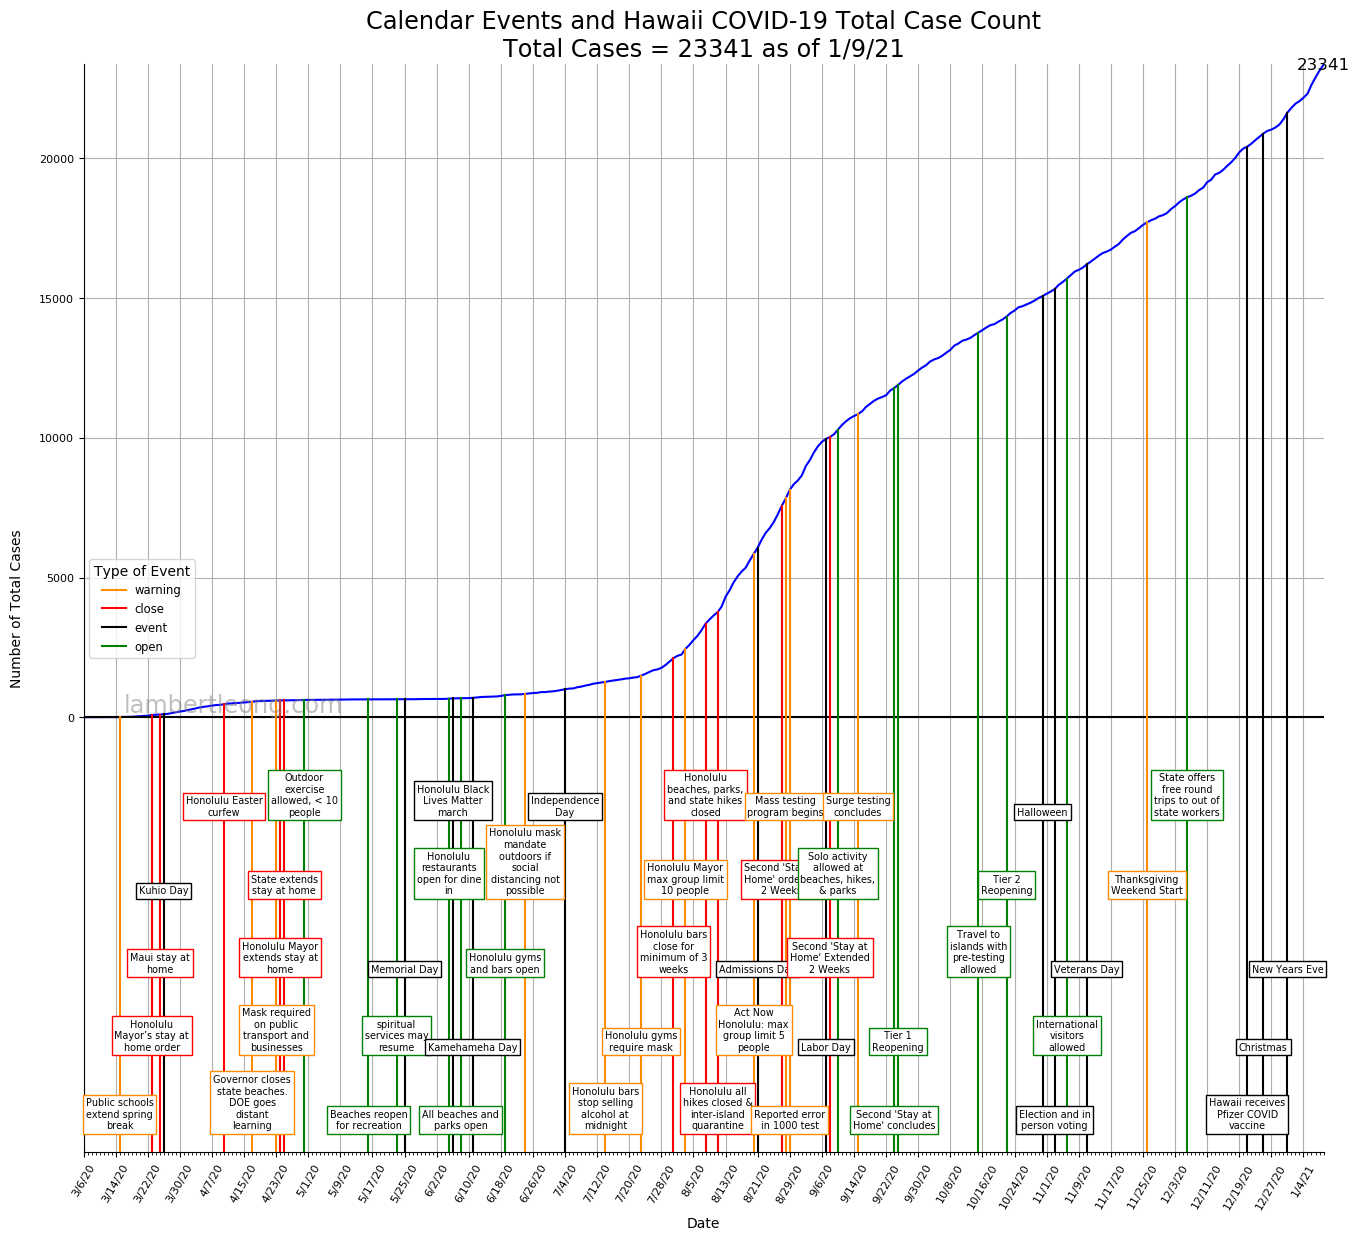 Calendar Events and Hawaii COVID-19 Total Case Count
Total Cases = 23341 as of 1/9/21
23341
20000
15000
10000
5000
0
Number of Total Cases
Type of Event
warning
close
event
open
lambertleong.com
Outdoor
exercise
allowed, < 10
people
Honolulu Easter
curfew
Honolulu Black
Lives Matter
march
Independence
Day
Honolulu
beaches, parks,
and state hikes
closed
Mass testing
program begins
Surge testing
concludes
Halloween
State offers
free round
trips to out of
state workers
Kuhio Day
State extends
stay at home
Honolulu
restaurants
open for dine
in
Honolulu mask
mandate
outdoors if
social
distancing not
possible
Honolulu Mayor
max group limit
10 people
Second 'Sta
Home' orde
2 Week
Solo activity
allowed at
beaches, hikes,
& parks
Tier 2
Reopening
Thanksgiving
Weekend Start
Maui stay at
home
Honolulu Mayor
extends stay at
home
Memorial Day
Honolulu gyms
and bars open
Honolulu bars
close for
minimum of 3
weeks
Admissions Da
Second 'Stay at
Home' Extended
2 Weeks
Travel to
islands with
pre-testing
allowed
Veterans Day
New Years Eve
Honolulu
Mayor's stay at
home order
Mask required
on public
transport and
businesses
spiritual
services may
resume
Kamehameha Day
Honolulu gyms
require mask
Act Now
Honolulu: max
group limit 5
people
Labor Day
Tier 1
Reopening
International
visitors
allowed
Christmas
Public schools
extend spring
break
Governor closes
state beaches.
DOE goes
distant
learning
Beaches reopen
for recreation
All beaches and
parks open
Honolulu bars
stop selling
alcohol at
midnight
Honolulu all
hikes closed &
inter-island
quarantine
Reported error
in 1000 test
Second 'Stay at
Home' concludes
Election and in
person voting
Hawaii receives
Pfizer COVID
vaccine
3/6/20
3/14/20
3/22/20
3/30/20
4/7/20
4/15/20
4/23/20
5/1/20
5/9/20
5/17/20
5/25/20
6/2/20
6/10/20
6/18/20
6/26/20
7/4/20
7/12/20
7/20/20
7/28/20
8/5/20
8/13/20
8/21/20
8/29/20
9/6/20
9/14/20
9/22/20
9/30/20
10/8/20
10/16/20
10/24/20
11/1/20
11/9/20
11/17/20
11/25/20
12/3/20
12/11/20
12/19/20
12/27/20
1/4/21
Date